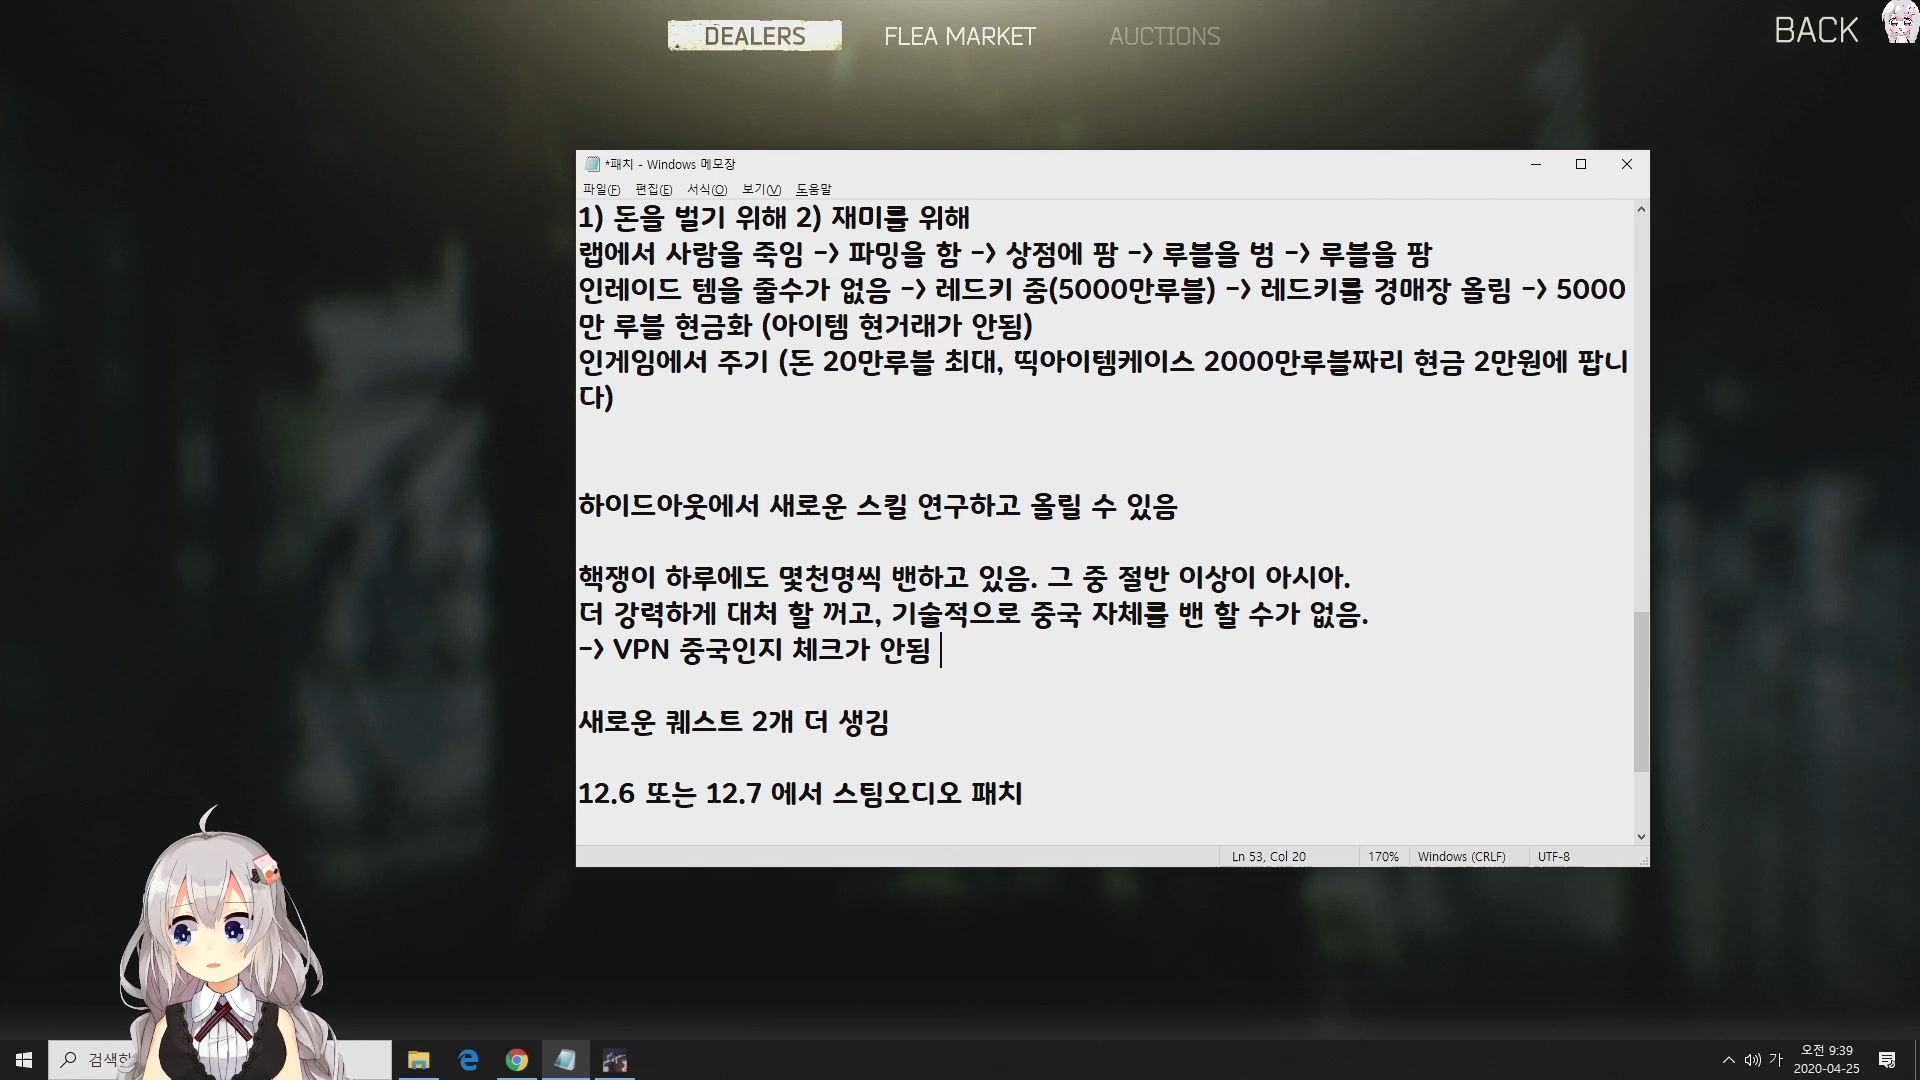 DEALERS
FLEA MARKET
AUCTIONS
BACK
*패치 - Windows 메모장
파일(F) 편집(E) 서식(O) 보기(V) 도움말
1) 돈을 벌기 위해 2) 재미를 위해
랩에서 사람을 죽임 -> 파밍을 함 -> 상점에 팜 -> 루블을 범 -> 루블을 팜
인레이드 템을 줄수가 없음 -> 레드키 줌(5000만루블) -> 레드키를 경매장 올림 -> 5000
만 루블 현금화 (아이템 현거래가 안됨)
인게임에서 주기 (돈 20만루블 최대, 띡아이템케이스 2000만루블짜리 현금 2만원에 팝니
다)
하이드아웃에서 새로운 스킬 연구하고 올릴 수 있음
핵쟁이 하루에도 몇천명씩 밴하고 있음. 그 중 절반 이상이 아시아.
더 강력하게 대처 할 꺼고, 기술적으로 중국 자체를 밴 할 수가 없음.
-> VPN 중국인지 체크가 안됨
새로운 퀘스트 2개 더 생김
12.6 또는 12.7 에서 스팀오디오 패치
Ln 53, Col 20
170%
Windows (CRLF)
UTF-8
가
오전 9:39
2020-04-25